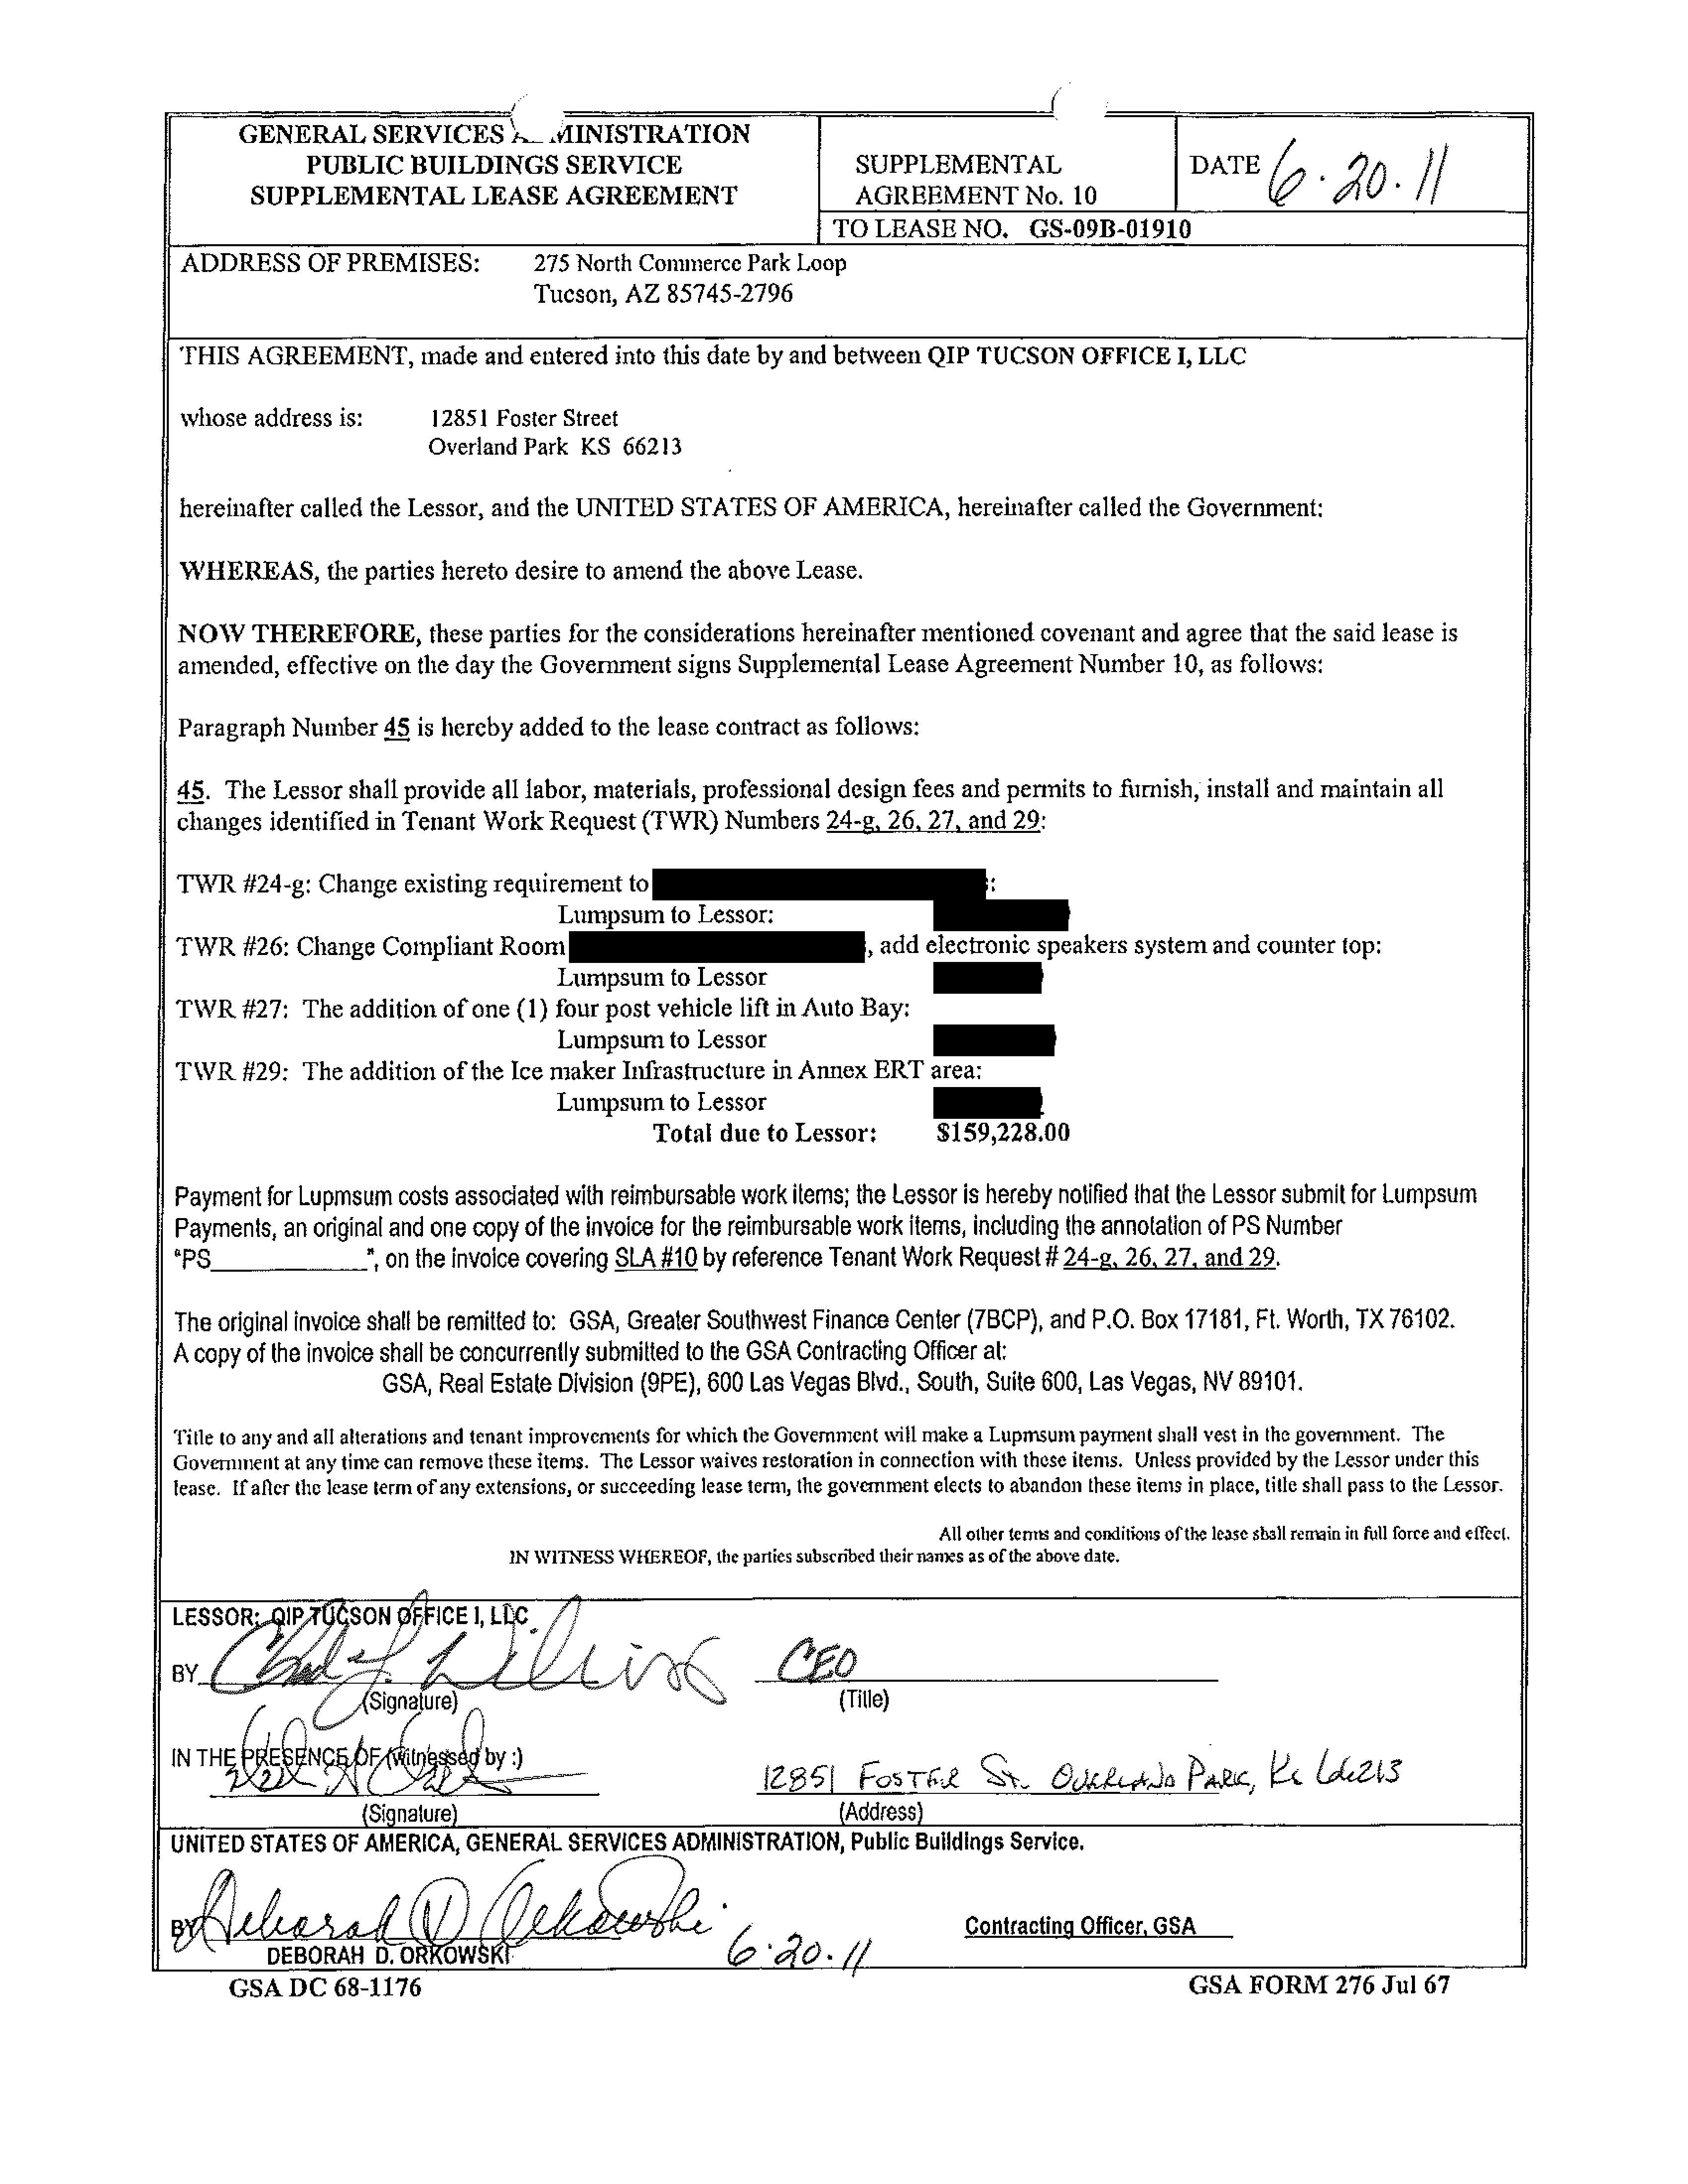 GENERAL SERVICES A MINISTRATION
PUBLIC BUILDINGS SERVICE
SUPPLEMENTAL LEASE AGREEMENT
SUPPLEMENTAL
AGREEMENT No. 10
DATE 6.20.11
TO LEASE NO. GS-09B-01910
ADDRESS OF PREMISES: 275 North Commerce Park Loop
Tucson, AZ 85745-2796
THIS AGREEMENT, made and entered into this date by and between QIP TUCSON OFFICE I, LLC
whose address is: 12851 Foster Street
Overland Park KS 66213
hereinafter called the Lessor, and the UNITED STATES OF AMERICA, hereinafter called the Government:
WHEREAS, the parties hereto desire to amend the above Lease.
NOW THEREFORE, these parties for the considerations hereinafter mentioned covenant and agree that the said lease is
amended, effective on the day the Government signs Supplemental Lease Agreement Number 10, as follows:
Paragraph Number 45 is hereby added to the lease contract as follows:
45. The Lessor shall provide all labor, materials, professional design fees and permits to furnish, install and maintain all
changes identified in Tenant Work Request (TWR) Numbers 24-g, 26, 27, and 29:
TWR #24-g: Change existing requirement to :
Lumpsum to Lessor:
TWR #26: Change Compliant Room , add electronic speakers system and counter top:
Lumpsum to Lessor
TWR #27: The addition of one (1) four post vehicle lift in Auto Bay:
Lumpsum to Lessor
TWR #29: The addition of the Ice maker Infrastructure in Annex ERT area:
Lumpsum to Lessor
Total due to Lessor: $159,228.00
Payment for Lupmsum costs associated with reimbursable work items; the Lessor is hereby notified that the Lessor submit for Lumpsum
Payments, an original and one copy of the invoice for the reimbursable work items, including the annotation of PS Number
"PS____________", on the invoice covering SLA #10 by reference Tenant Work Request # 24-g, 26, 27, and 29.
The original invoice shall be remitted to: GSA, Greater Southwest Finance Center (7BCP), and P.O. Box 17181, Ft. Worth, TX 76102.
A copy of the invoice shall be concurrently submitted to the GSA Contracting Officer at:
GSA, Real Estate Division (9PE), 600 Las Vegas Blvd., South, Suite 600, Las Vegas, NV 89101.
Title to any and all alterations and tenant improvements for which the Government will make a Lupmsum payment shall vest in the government. The
Government at any time can remove these items. The Lessor waives restoration in connection with those items. Unless provided by the Lessor under this
lease. If after the lease term of any extensions, or succeeding lease term, the government elects to abandon these items in place, title shall pass to the Lessor.
All other terms and conditions of the lease shall remain in full force and effect.
IN WITNESS WHEREOF, the parties subscribed their names as of the above date.
LESSOR: QIP TUCSON OFFICE I, LLC
BY CEO
(Signature) (Title)
IN THE PRESENCE OF (witnessed by :)
12851 FOSTER ST. OVERLAND PARK, KS 66213
(Signature) (Address)
UNITED STATES OF AMERICA, GENERAL SERVICES ADMINISTRATION, Public Buildings Service.
BY Deborah D Orkowski Contracting Officer, GSA
DEBORAH D. ORKOWSKI 6.20.11
GSA DC 68-1176 GSA FORM 276 Jul 67